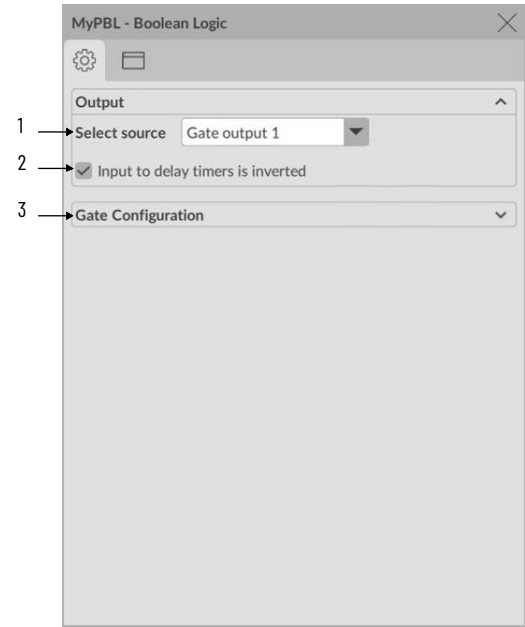 MyPBL - Boolean Logic
Output
1 Select source Gate output 1
2 Input to delay timers is inverted
3 Gate Configuration